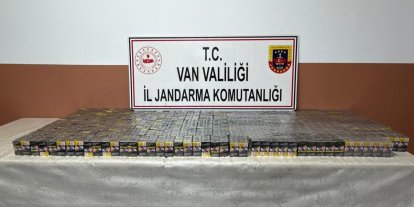 T.C.
VAN VALİLİĞİ
İL JANDARMA KOMUTANLIĞI